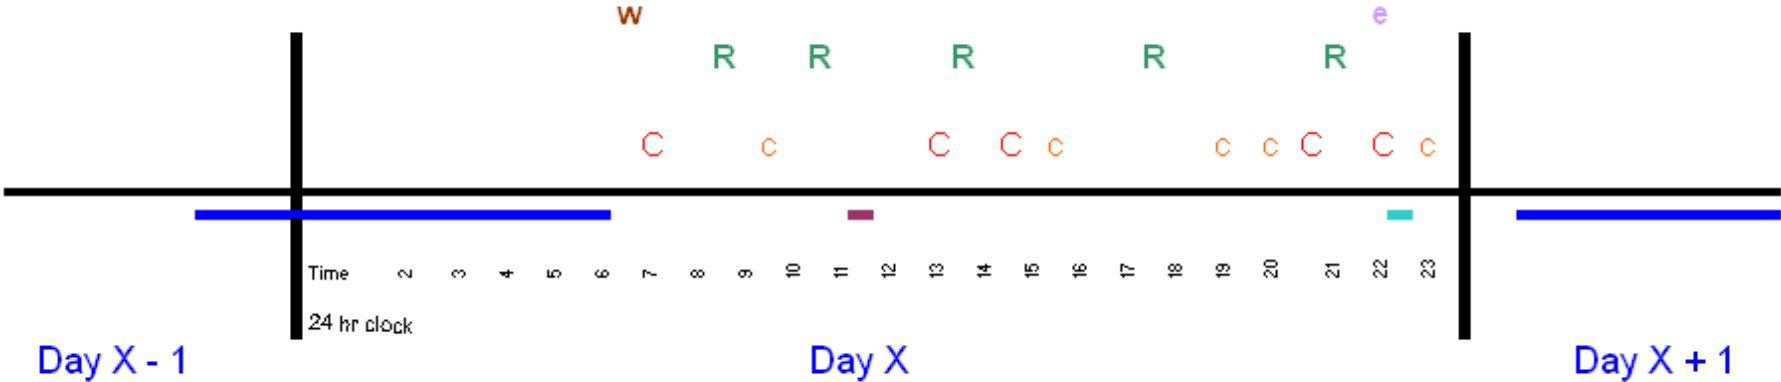 w e
R R R R R
C c C C c c c C C c
Time 2 3 4 5 6 7 8 9 10 11 12 13 14 15 16 17 18 19 20 21 22 23
24 hr clock
Day X - 1 Day X Day X + 1